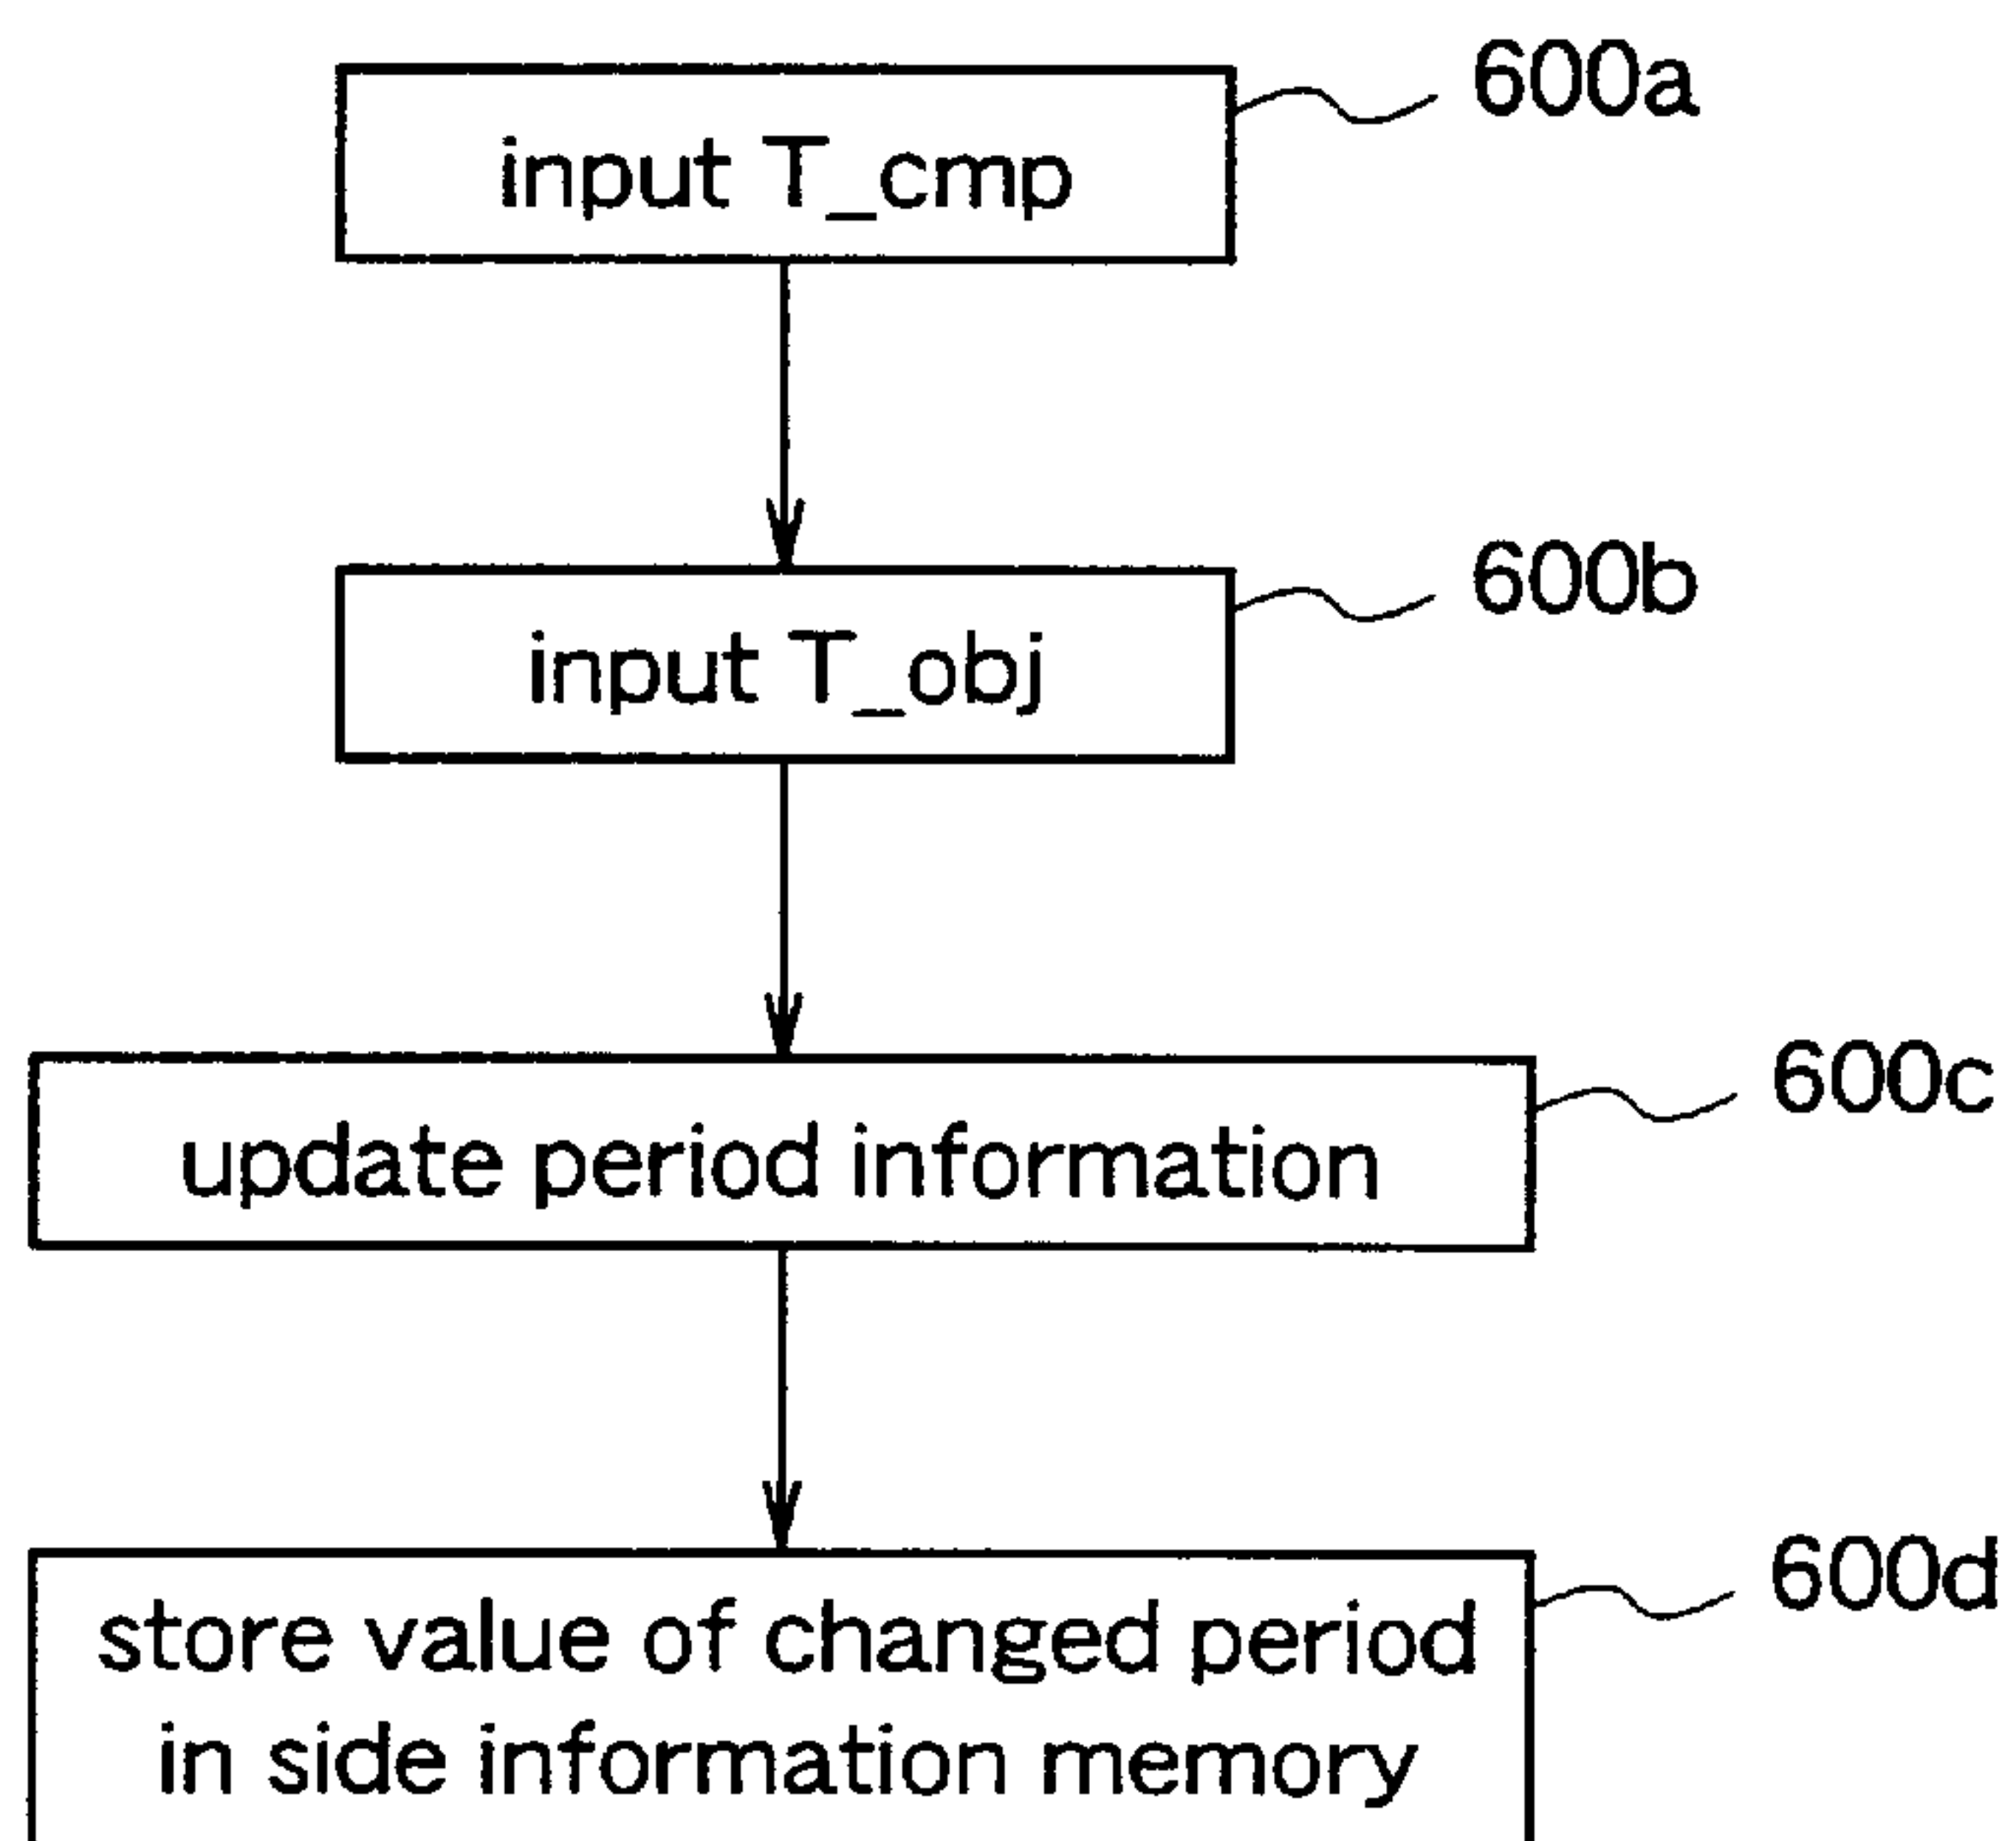 600a
input T_cmp
600b
input T_obj
600c
update period information
600d
store value of changed period
in side information memory